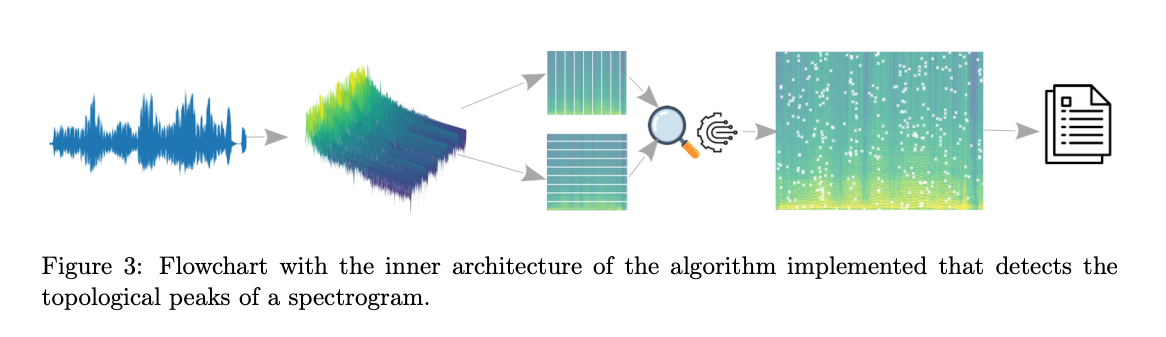 Figure 3: Flowchart with the inner architecture of the algorithm implemented that detects the
topological peaks of a spectrogram.